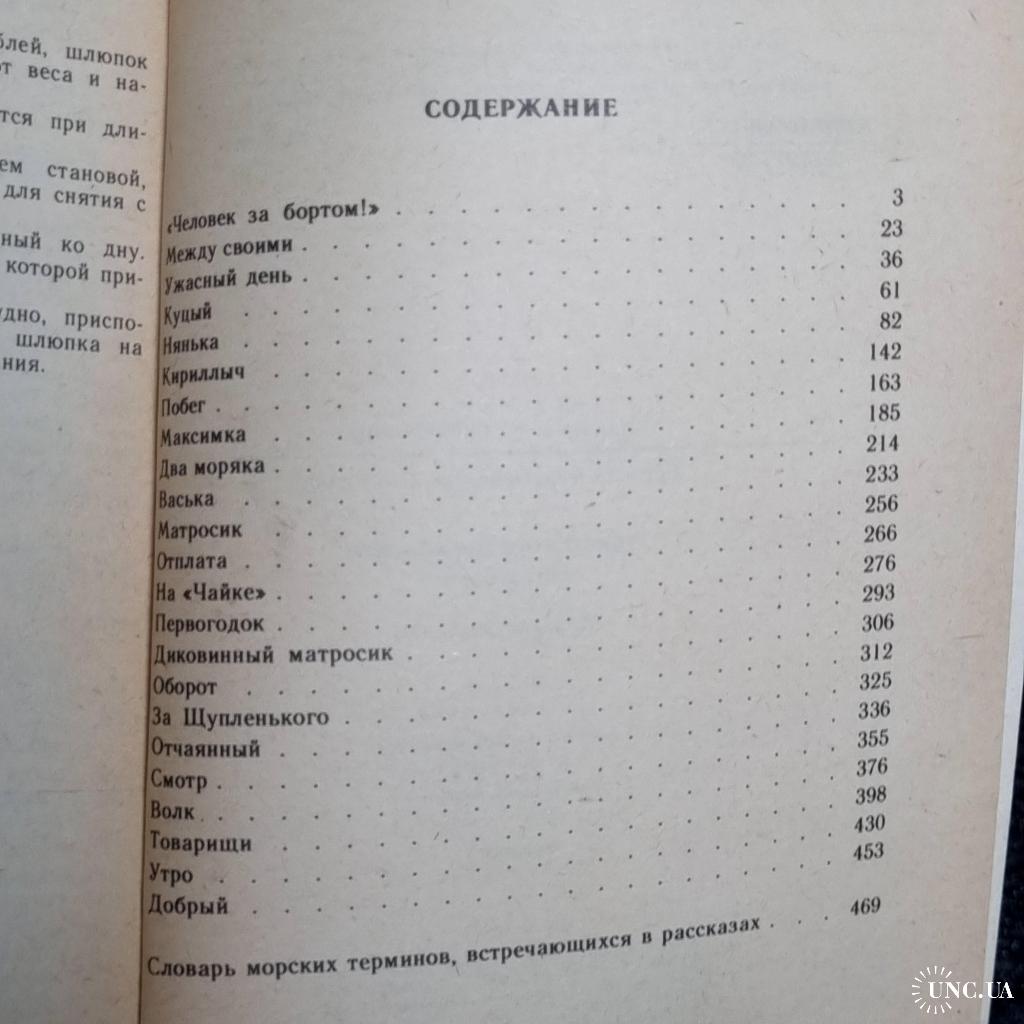 блей, шлюпок
от веса и на-
тся при дли-
ем становой,
для снятия с
ный ко дну.
которой при-
удно, приспо-
шлюпка на
ния.
СОДЕРЖАНИЕ
«Человек за бортом!» . . . . . . . . . . . . . . . 3
Между своими . . . . . . . . . . . . . . . 23
Ужасный день . . . . . . . . . . . . . . . 36
Куцый . . . . . . . . . . . . . . . 61
Нянька . . . . . . . . . . . . . . . 82
Кириллыч . . . . . . . . . . . . . . . 142
Побег . . . . . . . . . . . . . . . 163
Максимка . . . . . . . . . . . . . . . 185
Два моряка . . . . . . . . . . . . . . . 214
Васька . . . . . . . . . . . . . . . 233
Матросик . . . . . . . . . . . . . . . 256
Отплата . . . . . . . . . . . . . . . 266
На «Чайке» . . . . . . . . . . . . . . . 276
Первогодок . . . . . . . . . . . . . . . 293
Диковинный матросик . . . . . . . . . . . . . . . 306
Оборот . . . . . . . . . . . . . . . 312
За Щупленького . . . . . . . . . . . . . . . 325
Отчаянный . . . . . . . . . . . . . . . 336
Смотр . . . . . . . . . . . . . . . 355
Волк . . . . . . . . . . . . . . . 376
Товарищи . . . . . . . . . . . . . . . 398
Утро . . . . . . . . . . . . . . . 430
Добрый . . . . . . . . . . . . . . . 453
Словарь морских терминов, встречающихся в рассказах . . . 469
UNC.UA